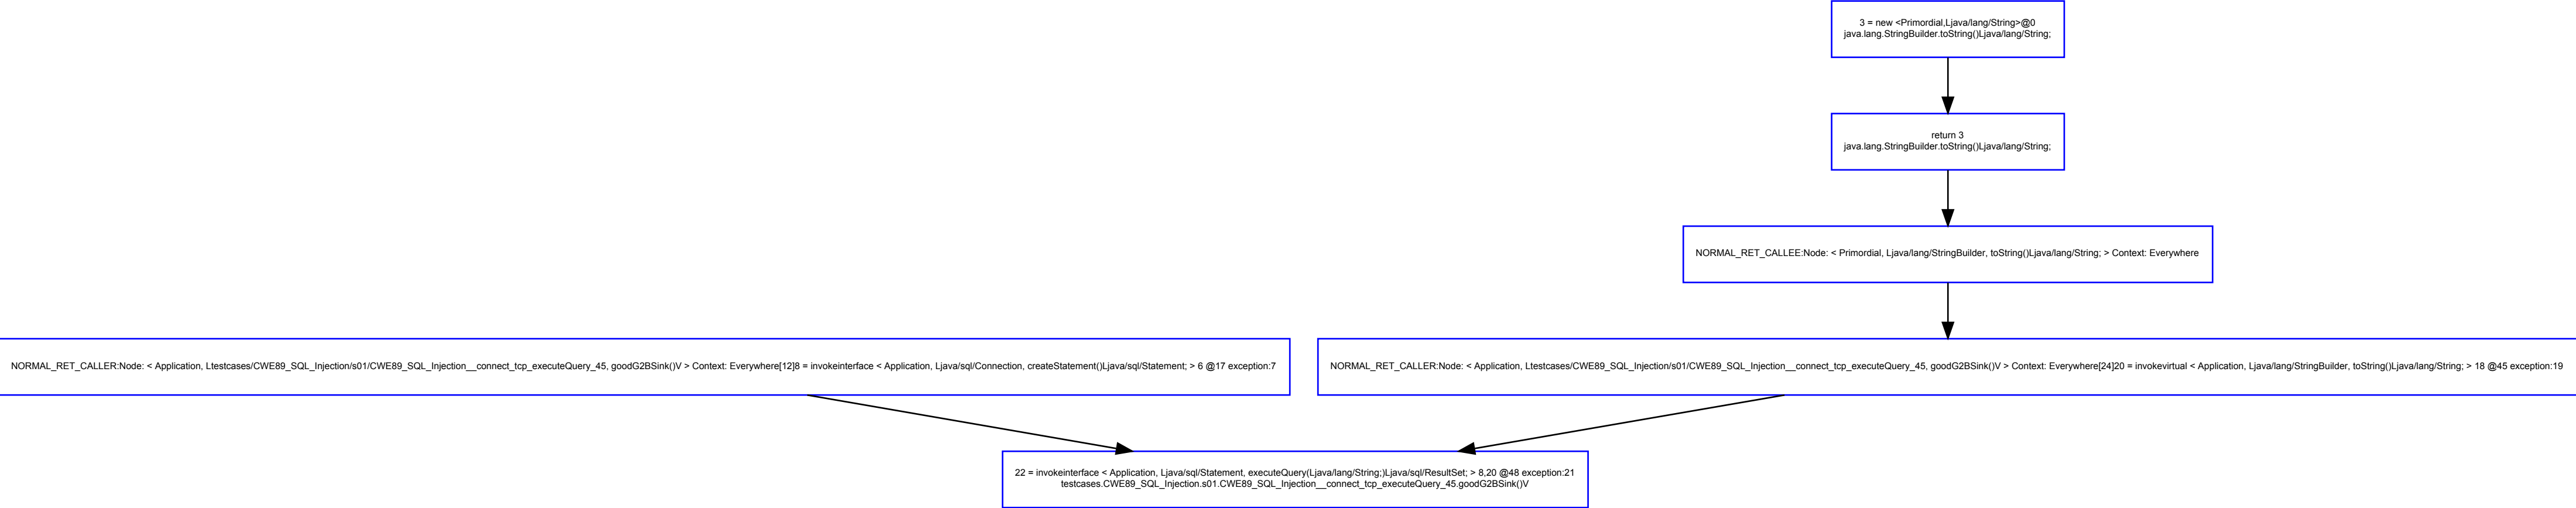 3 = new <Primordial,Ljava/lang/String>@0
java.lang.StringBuilder.toString()Ljava/lang/String;
return 3
java.lang.StringBuilder.toString()Ljava/lang/String;
NORMAL_RET_CALLEE:Node: < Primordial, Ljava/lang/StringBuilder, toString()Ljava/lang/String; > Context: Everywhere
NORMAL_RET_CALLER:Node: < Application, Ltestcases/CWE89_SQL_Injection/s01/CWE89_SQL_Injection__connect_tcp_executeQuery_45, goodG2BSink()V > Context: Everywhere[12]8 = invokeinterface < Application, Ljava/sql/Connection, createStatement()Ljava/sql/Statement; > 6 @17 exception:7
NORMAL_RET_CALLER:Node: < Application, Ltestcases/CWE89_SQL_Injection/s01/CWE89_SQL_Injection__connect_tcp_executeQuery_45, goodG2BSink()V > Context: Everywhere[24]20 = invokevirtual < Application, Ljava/lang/StringBuilder, toString()Ljava/lang/String; > 18 @45 exception:19
22 = invokeinterface < Application, Ljava/sql/Statement, executeQuery(Ljava/lang/String;)Ljava/sql/ResultSet; > 8,20 @48 exception:21
testcases.CWE89_SQL_Injection.s01.CWE89_SQL_Injection__connect_tcp_executeQuery_45.goodG2BSink()V